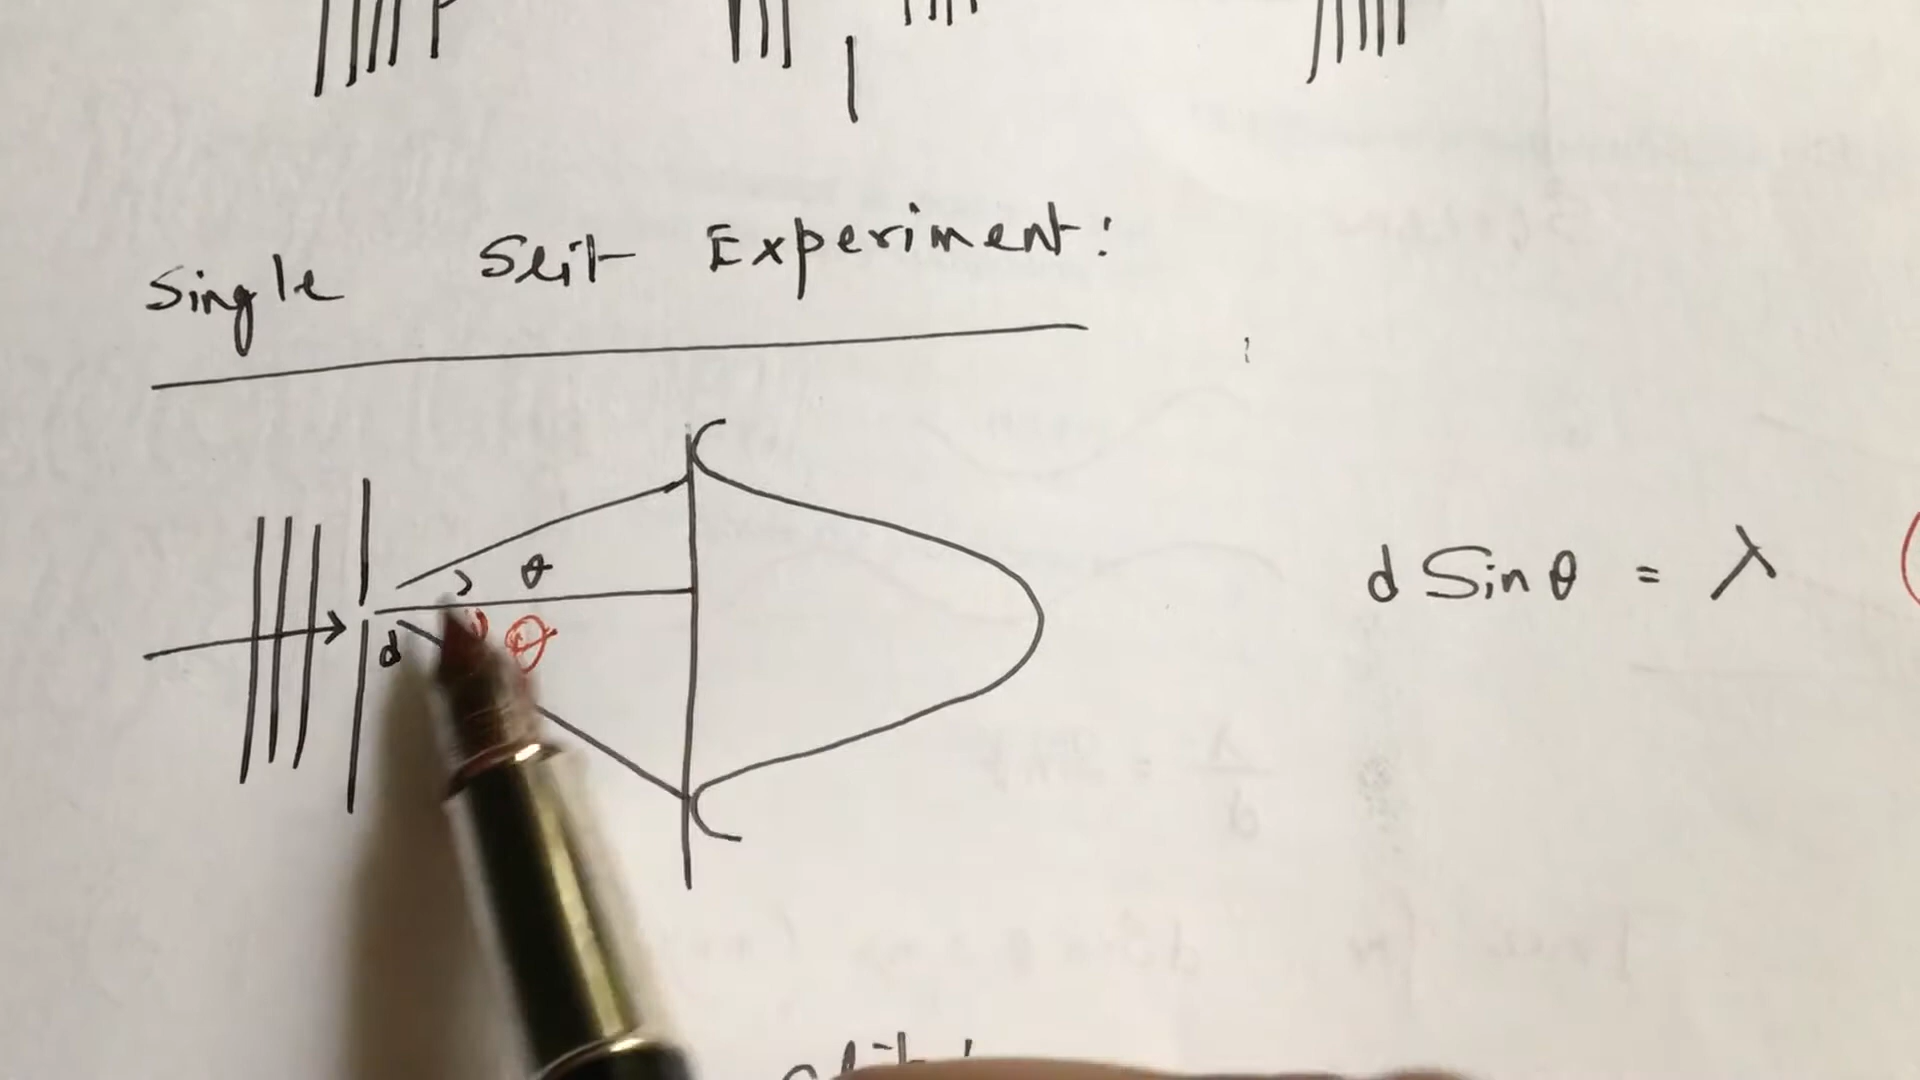 Single Slit Experiment:
θ
d θ
d Sin θ = λ